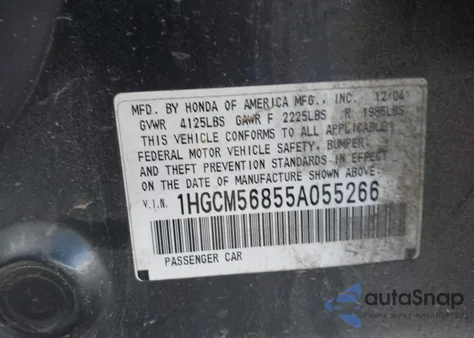 MFD. BY HONDA OF AMERICA MFG., INC. 12/04
GVWR 4125LBS GAWR F 2225LBS R 1985LBS
THIS VEHICLE CONFORMS TO ALL APPLICABLE
FEDERAL MOTOR VEHICLE SAFETY, BUMPER,
AND THEFT PREVENTION STANDARDS IN EFFECT
ON THE DATE OF MANUFACTURE SHOWN ABOVE.
V.I.N. 1HGCM56855A055266
PASSENGER CAR
autoSnap